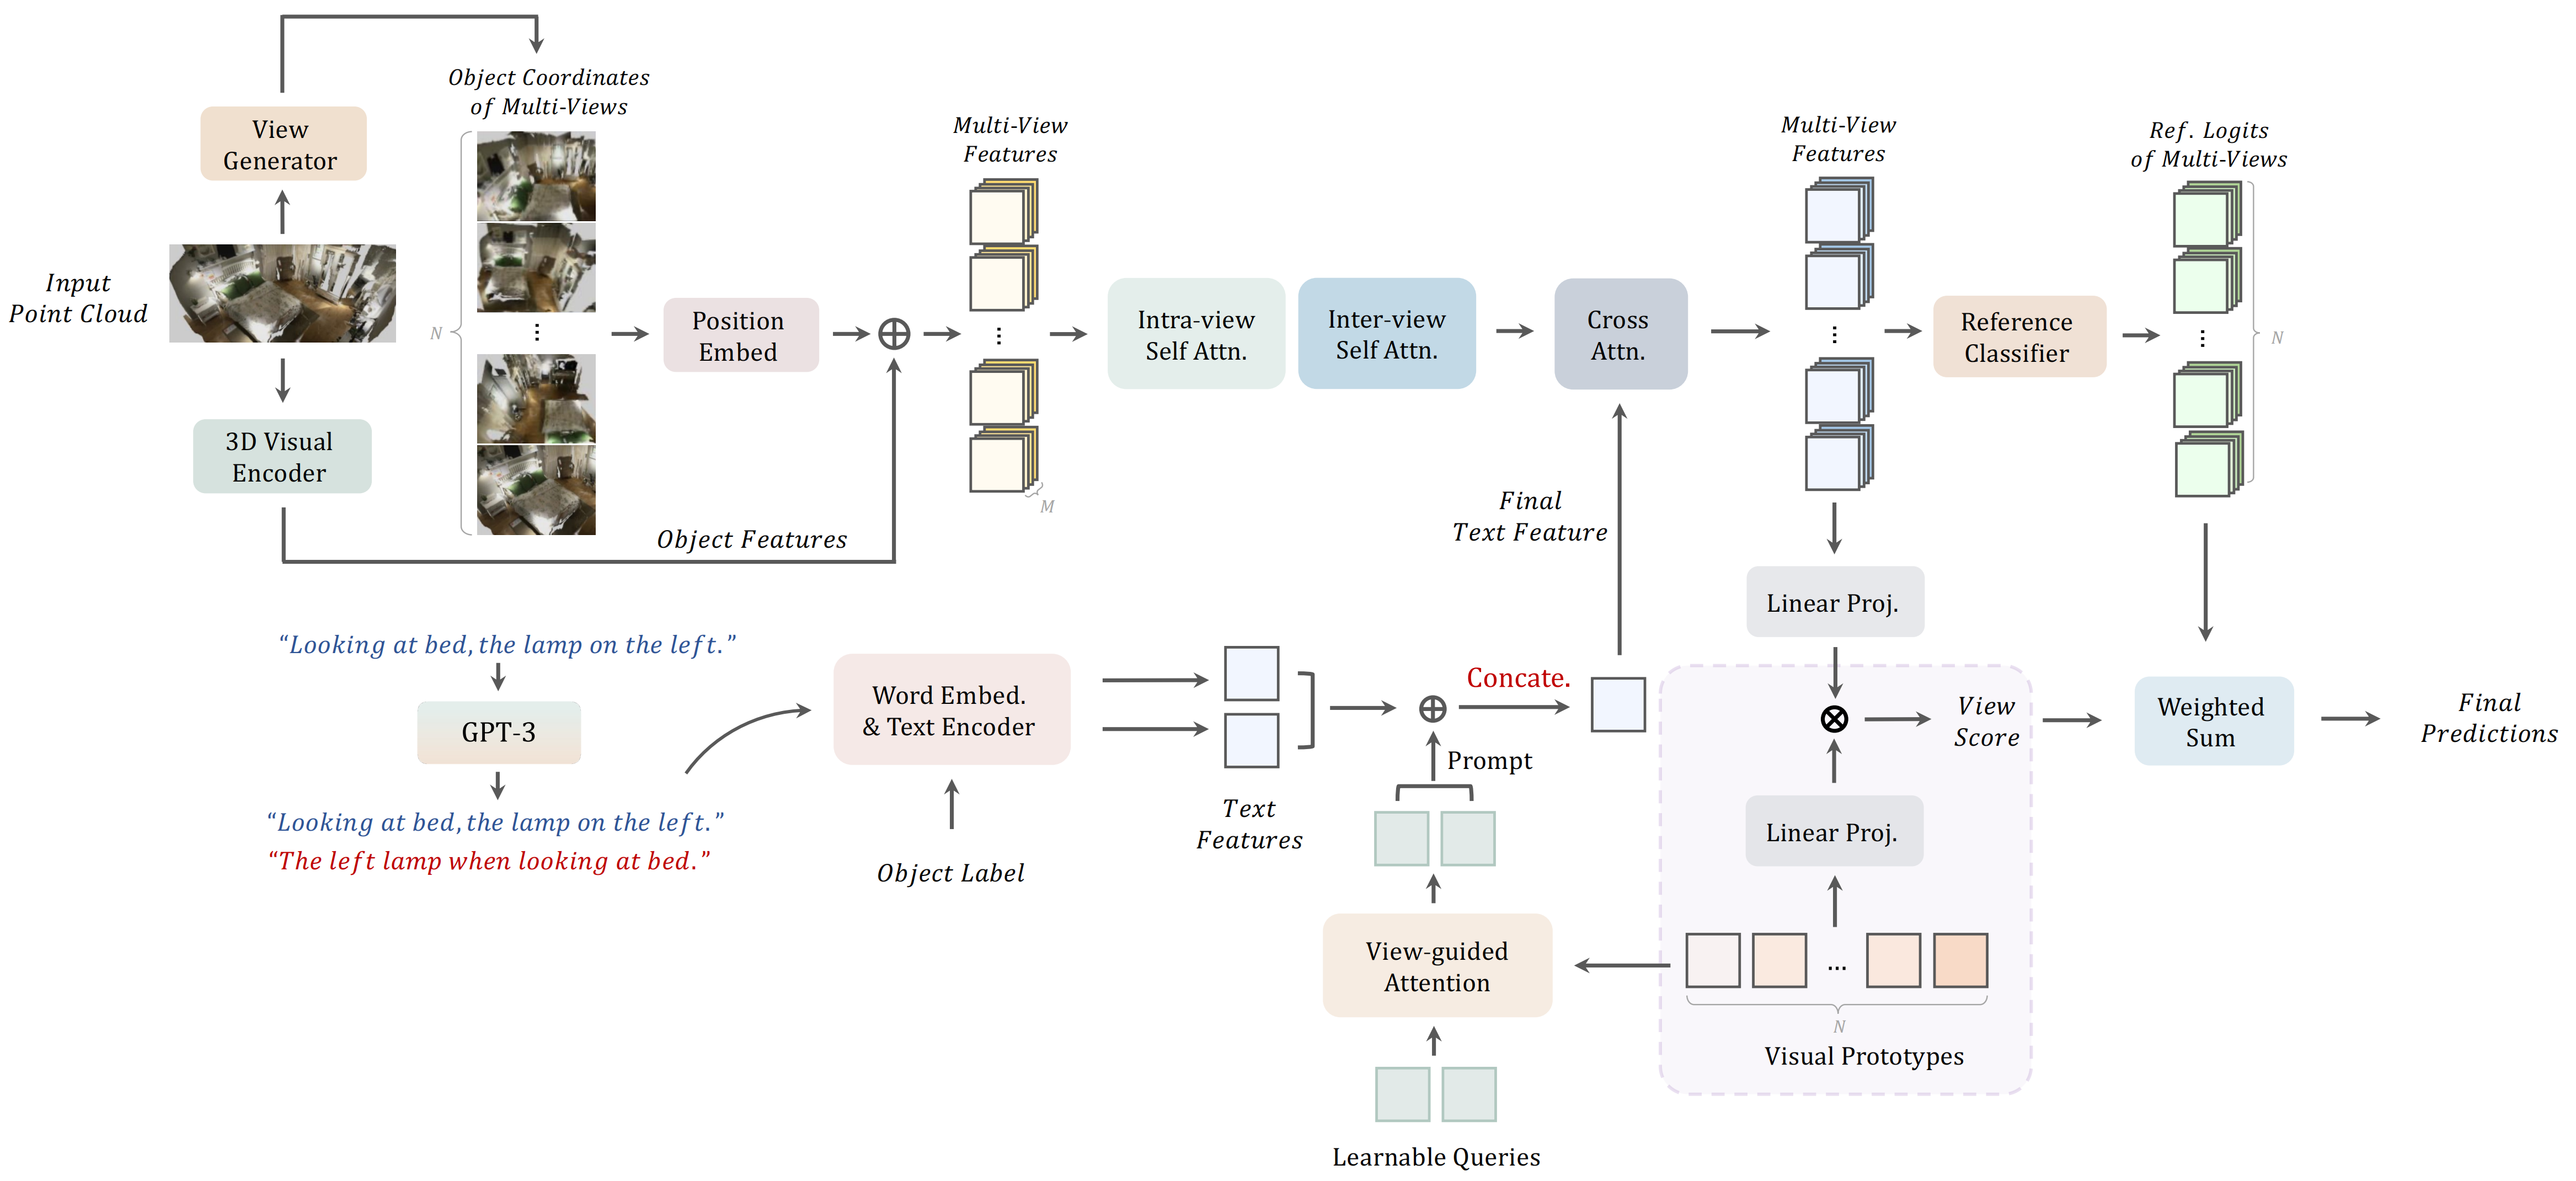 Object Coordinates
of Multi-Views
View
Generator
Input
Point Cloud
N
3D Visual
Encoder
Position
Embed
Object Features
Multi-View
Features
M
Intra-view
Self Attn.
Inter-view
Self Attn.
Cross
Attn.
Multi-View
Features
Reference
Classifier
Ref. Logits
of Multi-Views
N
Final
Text Feature
Linear Proj.
“Looking at bed, the lamp on the left.”
GPT-3
“Looking at bed, the lamp on the left.”
“The left lamp when looking at bed.”
Word Embed.
& Text Encoder
Object Label
Text
Features
Concate.
Prompt
View-guided
Attention
Learnable Queries
View
Score
Linear Proj.
...
N
Visual Prototypes
Weighted
Sum
Final
Predictions